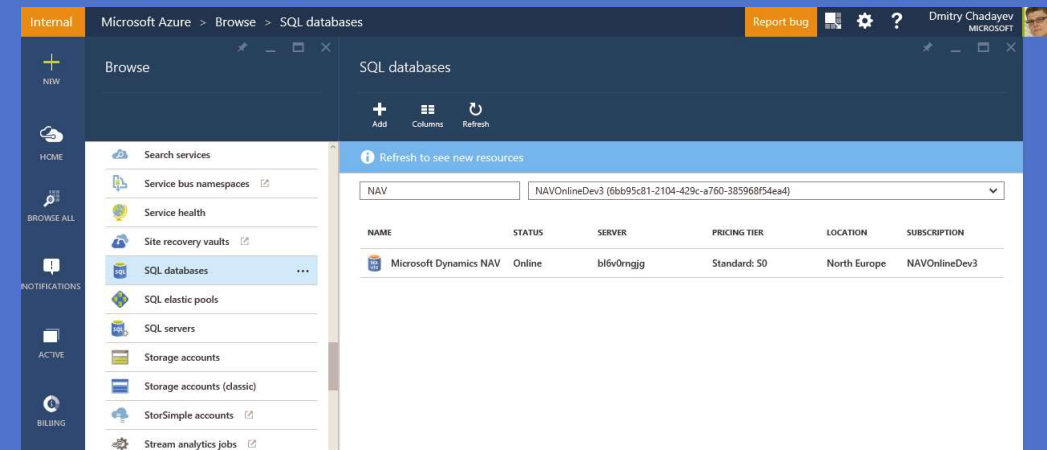 Internal
Microsoft Azure > Browse > SQL databases
Report bug
?
Dmitry Chadayev
MICROSOFT
NEW
HOME
BROWSE ALL
NOTIFICATIONS
ACTIVE
BILLING
Browse
Search services
Service bus namespaces
Service health
Site recovery vaults
SQL databases ...
SQL elastic pools
SQL servers
Storage accounts
Storage accounts (classic)
StorSimple accounts
Stream analytics jobs
SQL databases
Add Columns Refresh
Refresh to see new resources
NAV NAVOnlineDev3 (6bb95c81-2104-429c-a760-385968f54ea4)
NAME STATUS SERVER PRICING TIER LOCATION SUBSCRIPTION
Microsoft Dynamics NAV Online bl6v0rngjg Standard: S0 North Europe NAVOnlineDev3